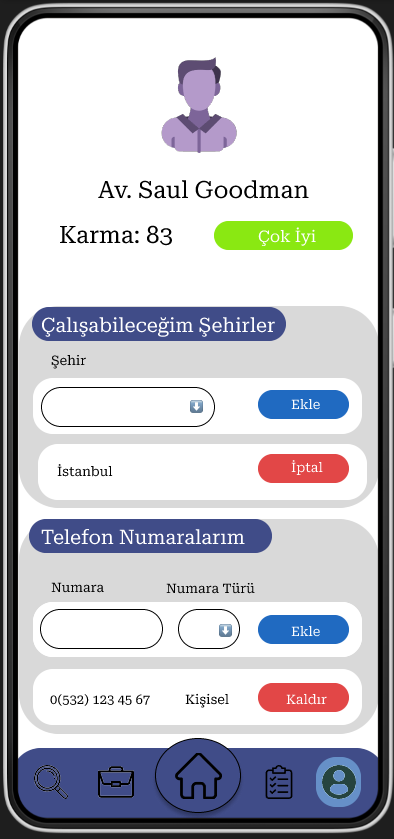 Av. Saul Goodman
Karma: 83 Çok İyi
Çalışabileceğim Şehirler
Şehir
Ekle
İstanbul İptal
Telefon Numaralarım
Numara Numara Türü
Ekle
0(532) 123 45 67 Kişisel Kaldır